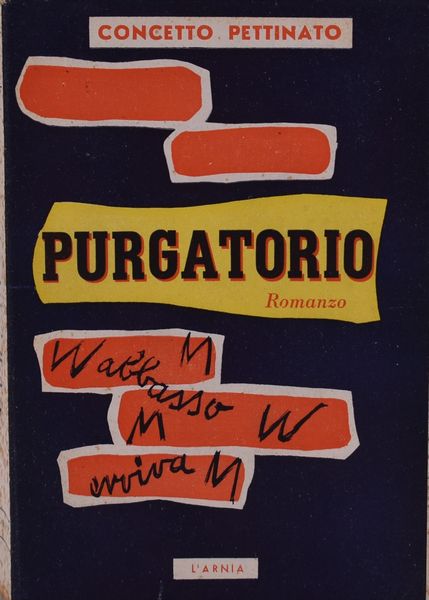 CONCETTO PETTINATO
PURGATORIO
Romanzo
W abbasso M
M W
evviva M
L'ARNIA